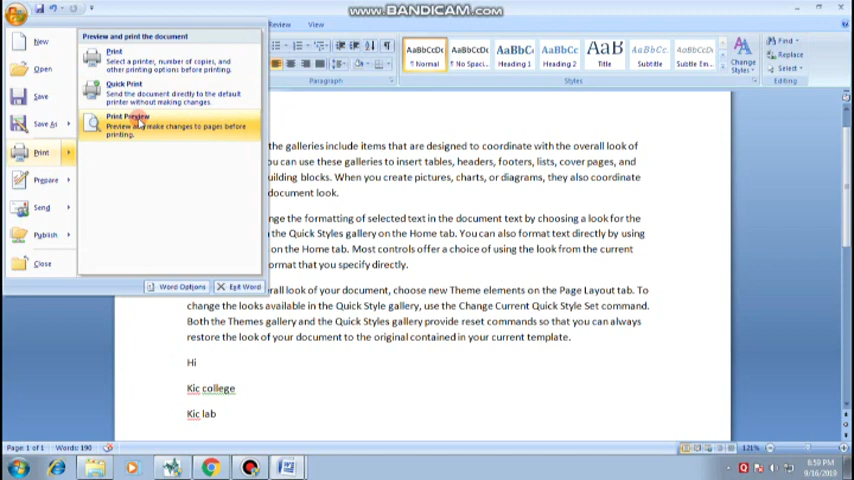 www.BANDICAM.com
Review View
New
Open
Save
Save As
Print
Prepare
Send
Publish
Close
Preview and print the document
Print
Select a printer, number of copies, and
other printing options before printing.
Quick Print
Send the document directly to the default
printer without making changes.
Print Preview
Preview and make changes to pages before
printing.
Word Options Exit Word
AaBbCcDc AaBbCcDc AaBbC AaBbCc AaB AaBbCc. AaBbCcDc
¶ Normal ¶ No Spaci... Heading 1 Heading 2 Title Subtitle Subtle Em...
Change
Styles
Find
Replace
Select
Paragraph Styles Editing
the galleries include items that are designed to coordinate with the overall look of
ou can use these galleries to insert tables, headers, footers, lists, cover pages, and
uilding blocks. When you create pictures, charts, or diagrams, they also coordinate
document look.
nge the formatting of selected text in the document text by choosing a look for the
the Quick Styles gallery on the Home tab. You can also format text directly by using
on the Home tab. Most controls offer a choice of using the look from the current
ormat that you specify directly.
rall look of your document, choose new Theme elements on the Page Layout tab. To
change the looks available in the Quick Style gallery, use the Change Current Quick Style Set command.
Both the Themes gallery and the Quick Styles gallery provide reset commands so that you can always
restore the look of your document to the original contained in your current template.
Hi
Kic college
Kic lab
Page: 1 of 1 Words: 190 121%
8:59 PM
9/16/2019